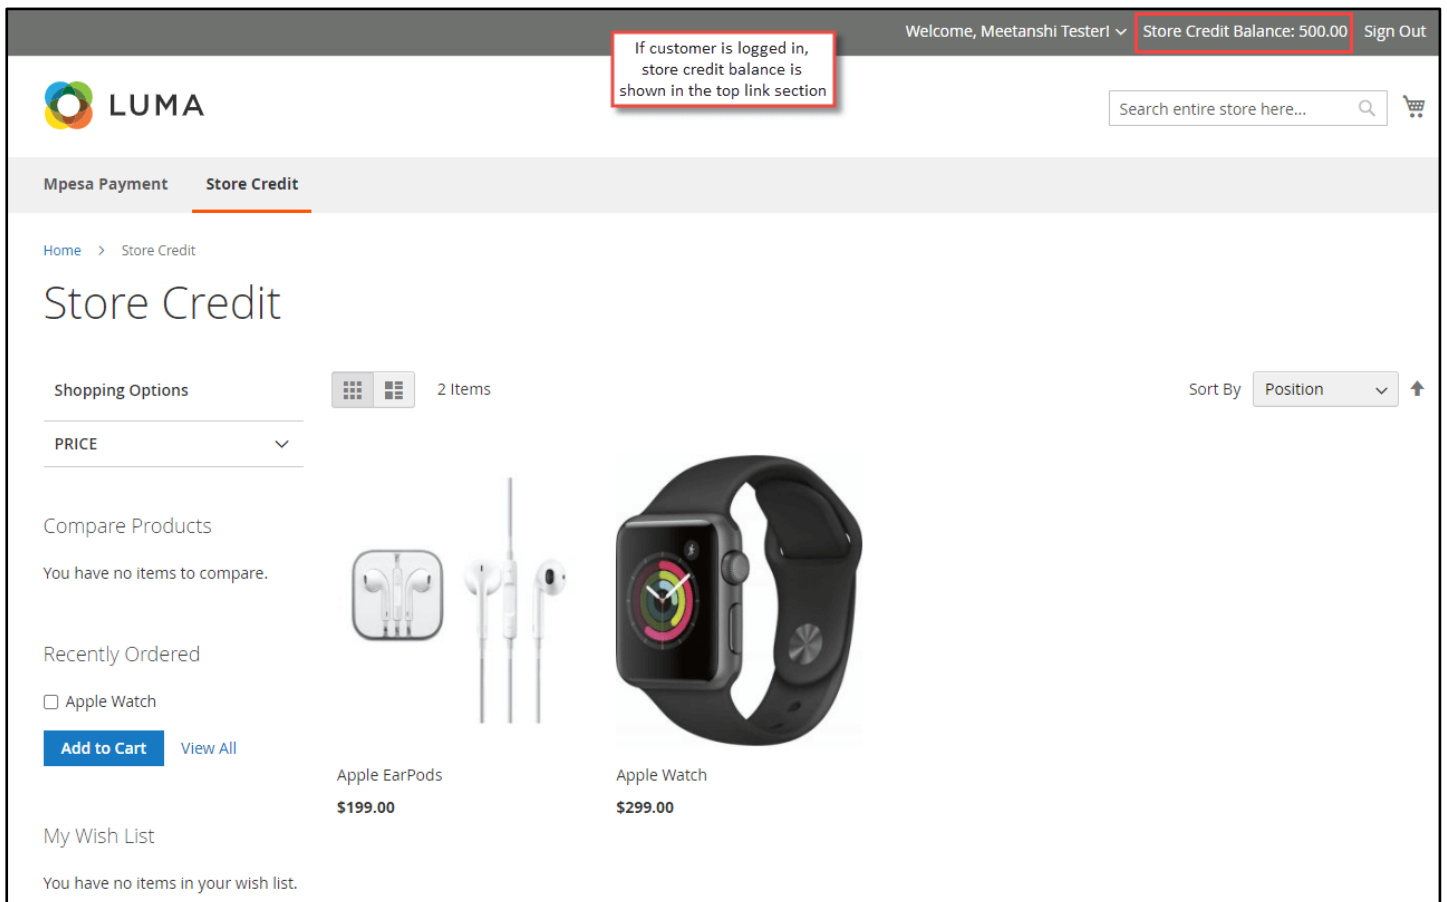 Welcome, Meetanshi Tester! Store Credit Balance: 500.00 Sign Out
If customer is logged in,
store credit balance is
shown in the top link section
LUMA
Search entire store here...
Mpesa Payment Store Credit
Home > Store Credit
Store Credit
Shopping Options
2 Items
Sort By Position
PRICE
Compare Products
You have no items to compare.
Recently Ordered
Apple Watch
Add to Cart View All
Apple EarPods
$199.00
Apple Watch
$299.00
My Wish List
You have no items in your wish list.